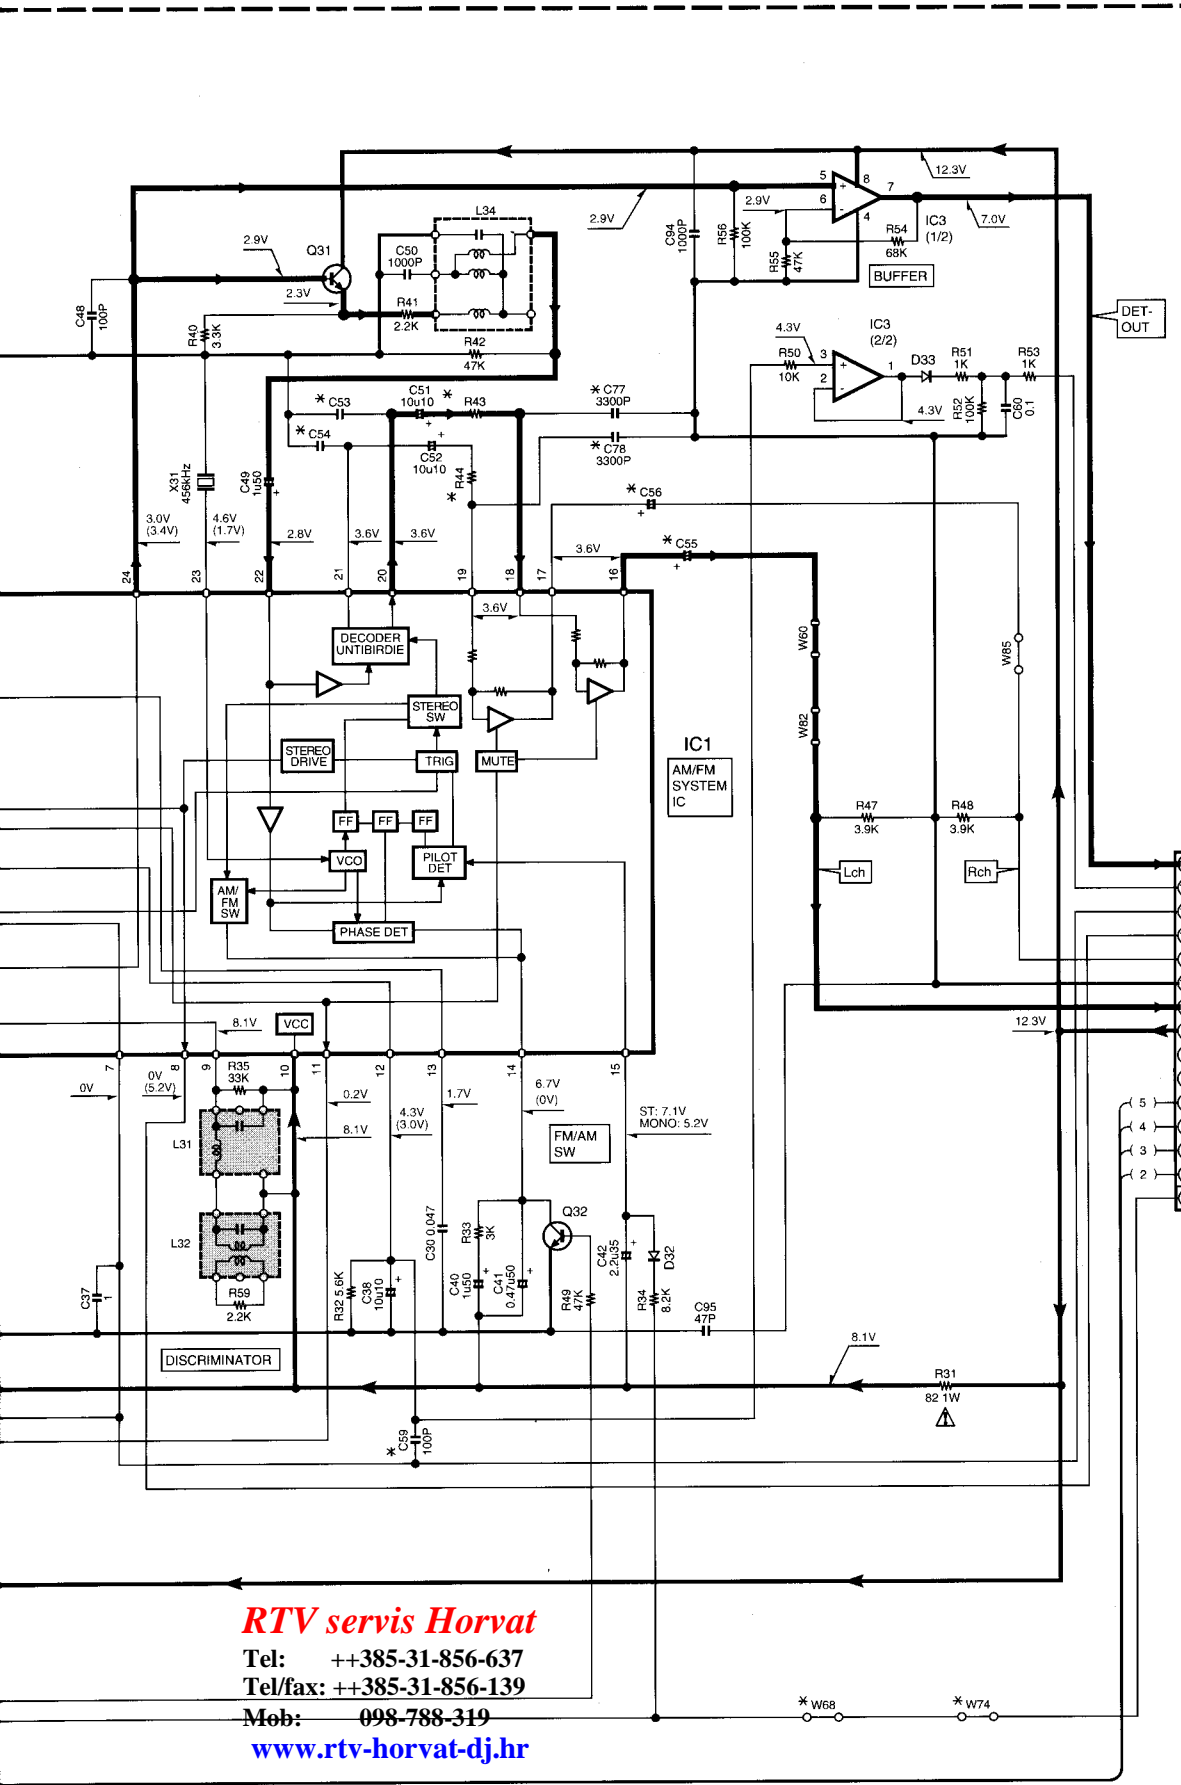 12.3V
5
8
7
6
4
2.9V
2.9V
7.0V
IC3
(1/2)
R54
68K
C94
1000P
R56
100K
R55
47K
BUFFER
L34
C50
1000P
Q31
2.9V
2.3V
R41
2.2K
R42
47K
C48
100P
R40
3.3K
DET-
OUT
4.3V
IC3
(2/2)
R50
10K
3
2
1
D33
R51
1K
R53
1K
R52
100K
C60
0.1
4.3V
* C53
C51
10u10
*
R43
* C77
3300P
* C54
C52
10u10
R44
*
* C78
3300P
X31
456kHz
C49
1u50
+
* C56
+
3.0V
(3.4V)
4.6V
(1.7V)
2.8V
3.6V
3.6V
3.6V
* C55
+
24
23
22
21
20
19
18
17
16
3.6V
DECODER
UNTIBIRDIE
STEREO
SW
STEREO
DRIVE
TRIG
MUTE
FF
FF
FF
VCO
PILOT
DET
AM/
FM
SW
PHASE DET
IC1
AM/FM
SYSTEM
IC
W60
W82
W85
R47
3.9K
R48
3.9K
Lch
Rch
12.3V
VCC
8.1V
7
8
9
10
11
12
13
14
15
0V
0V
(5.2V)
R35
33K
0.2V
4.3V
(3.0V)
1.7V
6.7V
(0V)
8.1V
ST: 7.1V
MONO: 5.2V
FM/AM
SW
L31
L32
R59
2.2K
C37
1
DISCRIMINATOR
R32 5.6K
C38
10u10
C30 0.047
R33
3K
C40
1u50
C41
0.47u50
Q32
R49
47K
C42
2.2u35
D32
R34
8.2K
C95
47P
8.1V
R31
82 1W
* C59
100P
5
4
3
2
RTV servis Horvat
Tel: ++385-31-856-637
Tel/fax: ++385-31-856-139
Mob: 098-788-319
www.rtv-horvat-dj.hr
* W68
* W74